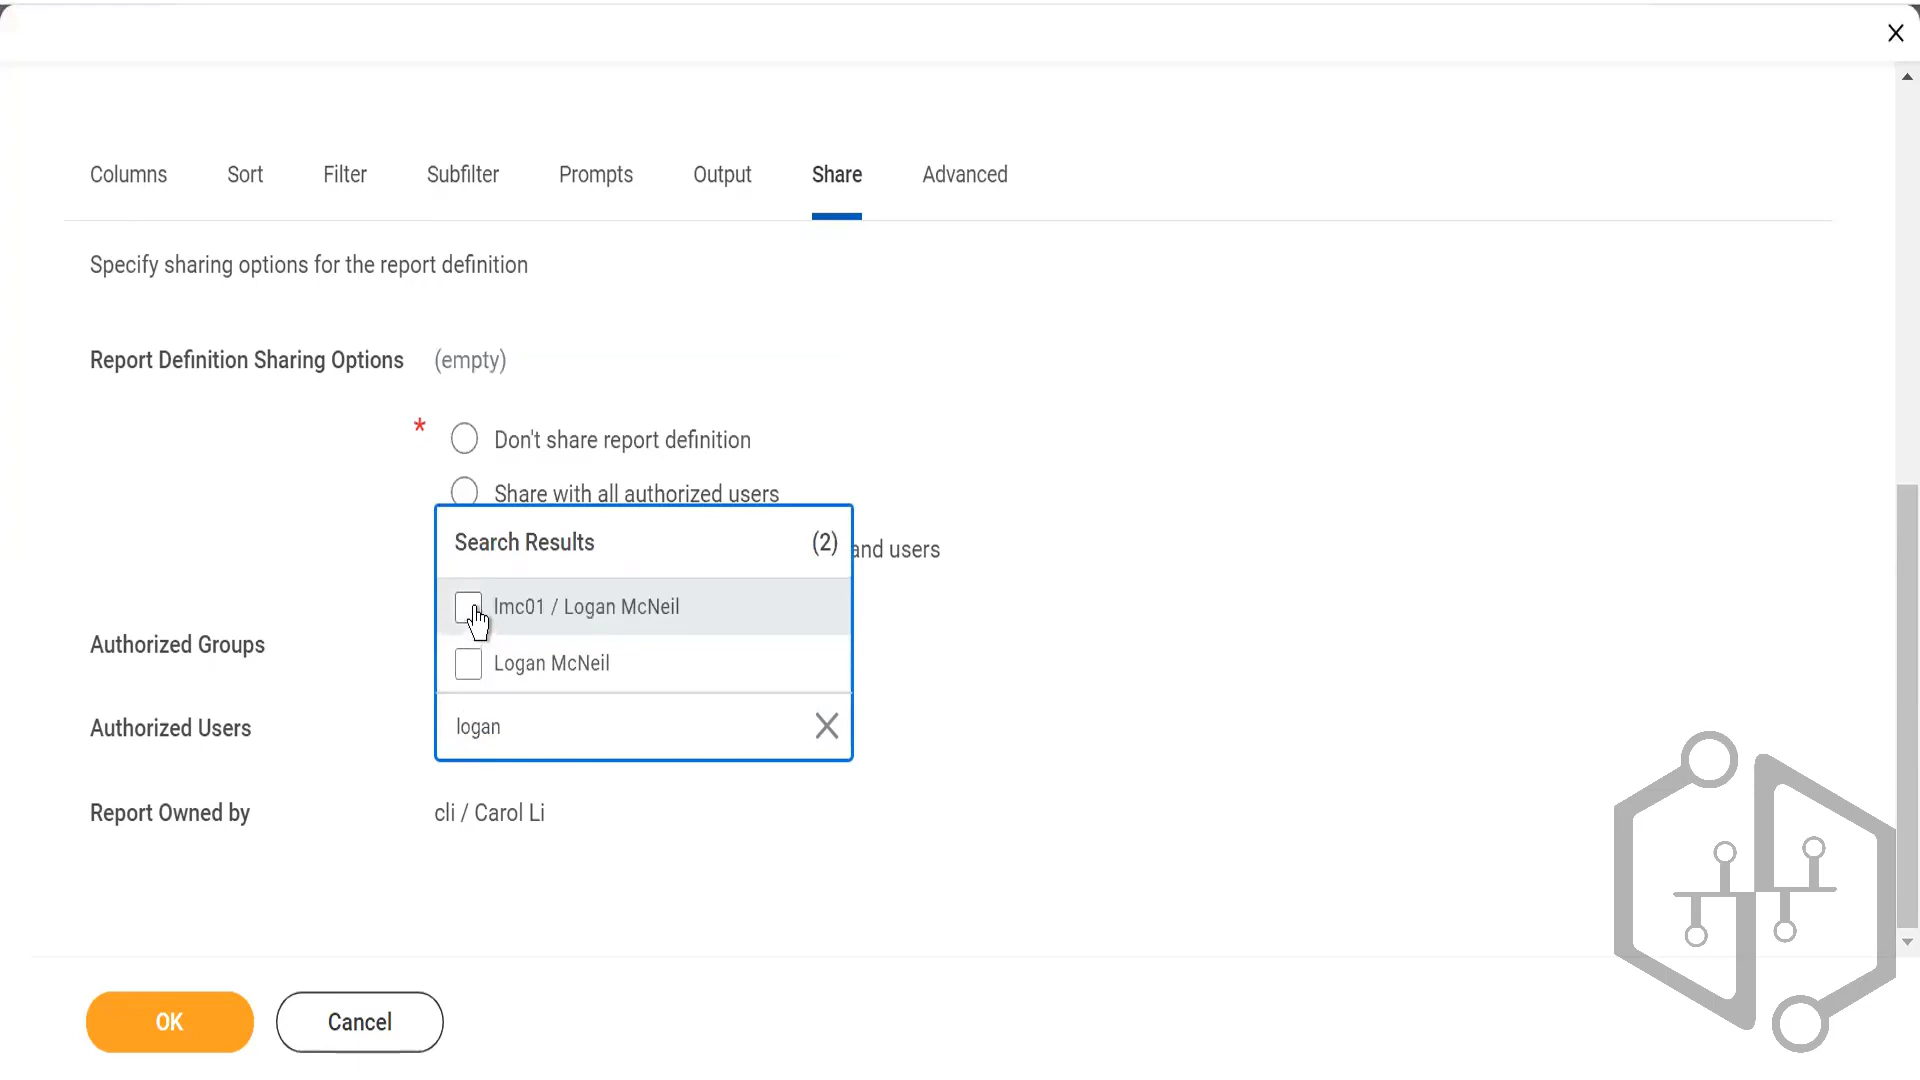 Columns Sort Filter Subfilter Prompts Output Share Advanced
Specify sharing options for the report definition
Report Definition Sharing Options (empty)
* Don't share report definition
Share with all authorized users
and users
Search Results (2)
lmc01 / Logan McNeil
Authorized Groups
Logan McNeil
Authorized Users logan
Report Owned by cli / Carol Li
OK Cancel